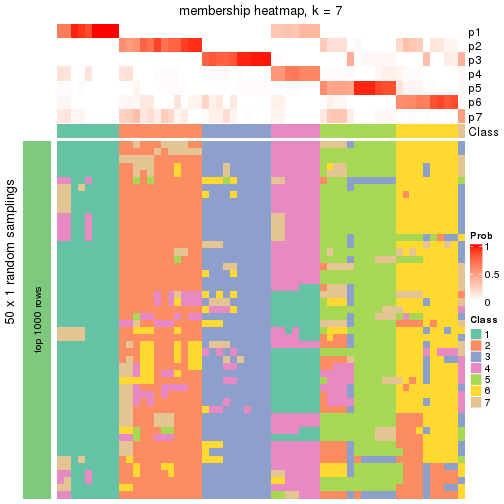 membership heatmap, k = 7
p1
p2
p3
p4
p5
p6
p7
Class
50 x 1 random samplings
top 1000 rows
Prob
1
0.5
0
Class
1
2
3
4
5
6
7